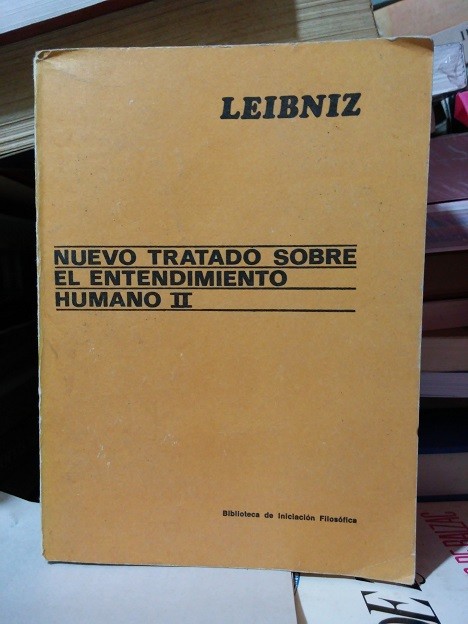 LEIBNIZ
NUEVO TRATADO SOBRE
EL ENTENDIMIENTO
HUMANO II
Biblioteca de Iniciación Filosófica